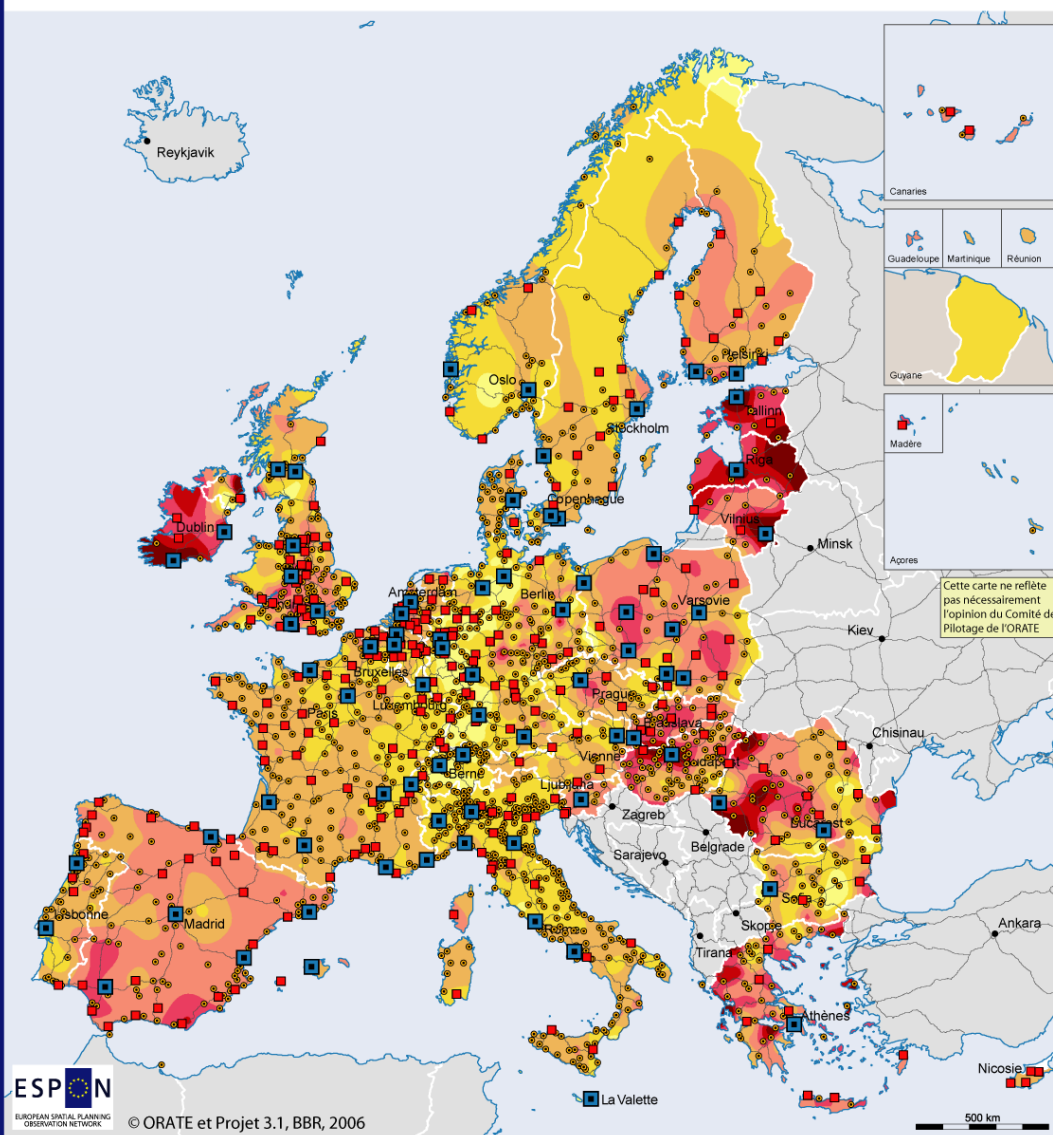 Reykjavik
Canaries
Guadeloupe
Martinique
Réunion
Guyane
Madère
Açores
Cette carte ne reflète
pas nécessairement
l'opinion du Comité de
Pilotage de l'ORATE
Oslo
Helsinki
Tallinn
Stockholm
Riga
Copenhague
Vilnius
Dublin
Minsk
Amsterdam
Berlin
Varsovie
Kiev
Bruxelles
Luxembourg
Prague
Paris
Bratislava
Chisinau
Vienne
Budapest
Berne
Ljubljana
Zagreb
Bucarest
Belgrade
Sarajevo
Lisbonne
Madrid
Rome
Sofia
Skopje
Ankara
Tirana
Athènes
Nicosie
La Valette
ESPON
EUROPEAN SPATIAL PLANNING
OBSERVATION NETWORK
© ORATE et Projet 3.1, BBR, 2006
500 km